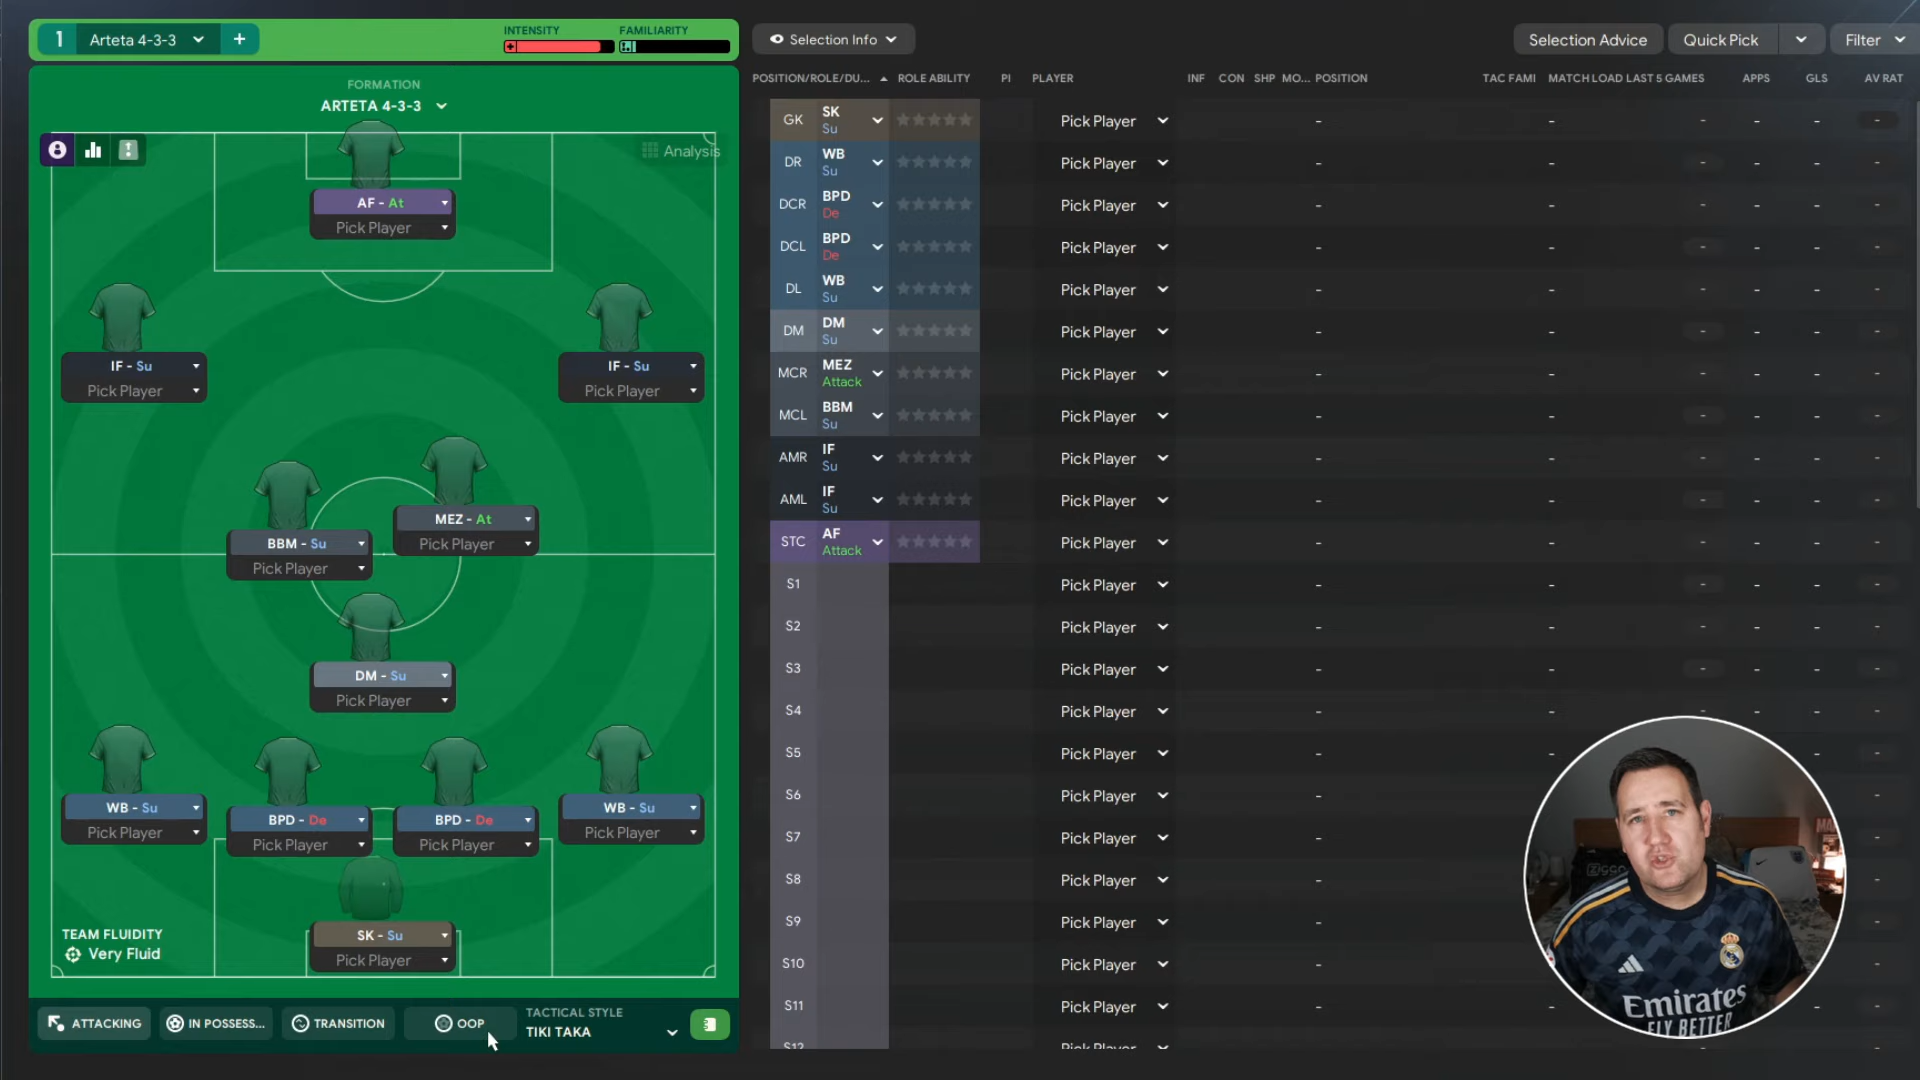 1 Arteta 4-3-3 +
INTENSITY FAMILIARITY
FORMATION
ARTETA 4-3-3
Analysis
AF - At
Pick Player
IF - Su
Pick Player
IF - Su
Pick Player
MEZ - At
Pick Player
BBM - Su
Pick Player
DM - Su
Pick Player
WB - Su
Pick Player
BPD - De
Pick Player
BPD - De
Pick Player
WB - Su
Pick Player
SK - Su
Pick Player
TEAM FLUIDITY
Very Fluid
ATTACKING IN POSSESS... TRANSITION OOP
TACTICAL STYLE
TIKI TAKA
Selection Info Selection Advice Quick Pick Filter
POSITION/ROLE/DU... ROLE ABILITY PI PLAYER INF CON SHP MO... POSITION TAC FAMI MATCH LOAD LAST 5 GAMES APPS GLS AV RAT
GK SK Su Pick Player - - - - - -
DR WB Su Pick Player - - - - - -
DCR BPD De Pick Player - - - - - -
DCL BPD De Pick Player - - - - - -
DL WB Su Pick Player - - - - - -
DM DM Su Pick Player - - - - - -
MCR MEZ Attack Pick Player - - - - - -
MCL BBM Su Pick Player - - - - - -
AMR IF Su Pick Player - - - - - -
AML IF Su Pick Player - - - - - -
STC AF Attack Pick Player - - - - - -
S1 Pick Player - - - - - -
S2 Pick Player - - - - - -
S3 Pick Player - - - - - -
S4 Pick Player - - - - - -
S5 Pick Player - - - -
S6 Pick Player - -
S7 Pick Player - -
S8 Pick Player - -
S9 Pick Player - -
S10 Pick Player - -
S11 Pick Player - - - - -
S12 Pick Player - - - - - -
Emirates
FLY BETTER